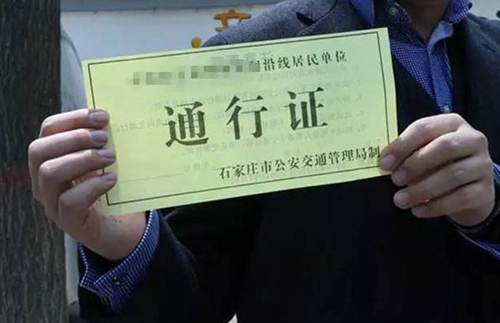 沿线居民单位
通行证
石家庄市公安交通管理局制